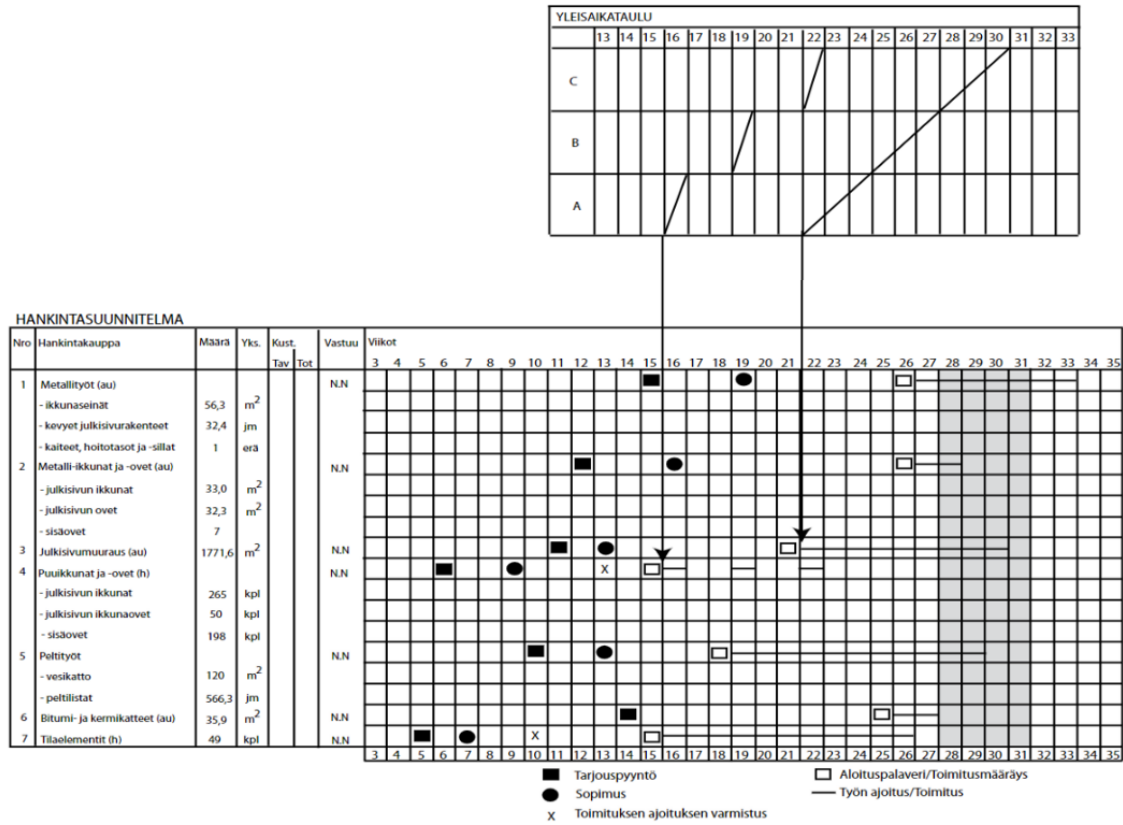 YLEISAIKATAULU
13 14 15 16 17 18 19 20 21 22 23 24 25 26 27 28 29 30 31 32 33
C
B
A
HANKINTASUUNNITELMA
Nro Hankintakauppa Määrä Yks. Kust. Vastuu Viikot
Tav Tot 3 4 5 6 7 8 9 10 11 12 13 14 15 16 17 18 19 20 21 22 23 24 25 26 27 28 29 30 31 32 33 34 35
1 Metallityöt (au) N.N
- ikkunaseinät 56,3 m2
- kevyet julkisivurakenteet 32,4 jm
- kaiteet, hoitotasot ja -sillat 1 erä
2 Metalli-ikkunat ja -ovet (au) N.N
- julkisivun ikkunat 33,0 m2
- julkisivun ovet 32,3 m2
- sisäovet 7
3 Julkisivumuuraus (au) 1771,6 m2 N.N
4 Puuikkunat ja -ovet (h) N.N X
- julkisivun ikkunat 265 kpl
- julkisivun ikkunaovet 50 kpl
- sisäovet 198 kpl
5 Peltityöt N.N
- vesikatto 120 m2
- peltilistat 566,3 jm
6 Bitumi- ja kermikatteet (au) 35,9 m2 N.N
7 Tilaelementit (h) 49 kpl N.N X
3 4 5 6 7 8 9 10 11 12 13 14 15 16 17 18 19 20 21 22 23 24 25 26 27 28 29 30 31 32 33 34 35
Tarjouspyyntö Aloituspalaveri/Toimitusmääräys
Sopimus Työn ajoitus/Toimitus
X Toimituksen ajoituksen varmistus